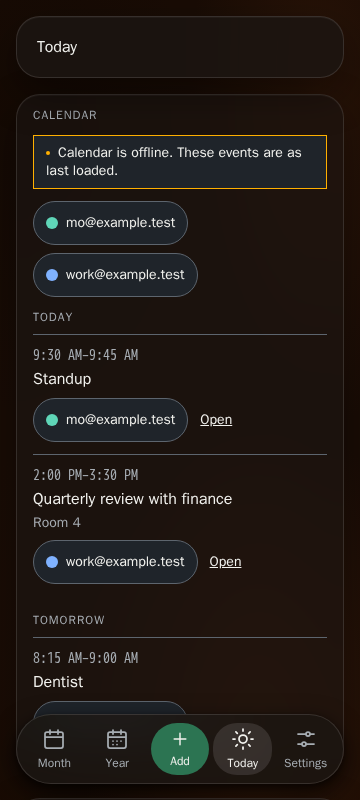 Today
CALENDAR
Calendar is offline. These events are as
last loaded.
mo@example.test
work@example.test
TODAY
9:30 AM–9:45 AM
Standup
mo@example.test Open
2:00 PM–3:30 PM
Quarterly review with finance
Room 4
work@example.test Open
TOMORROW
8:15 AM–9:00 AM
Dentist
Month Year Add Today Settings